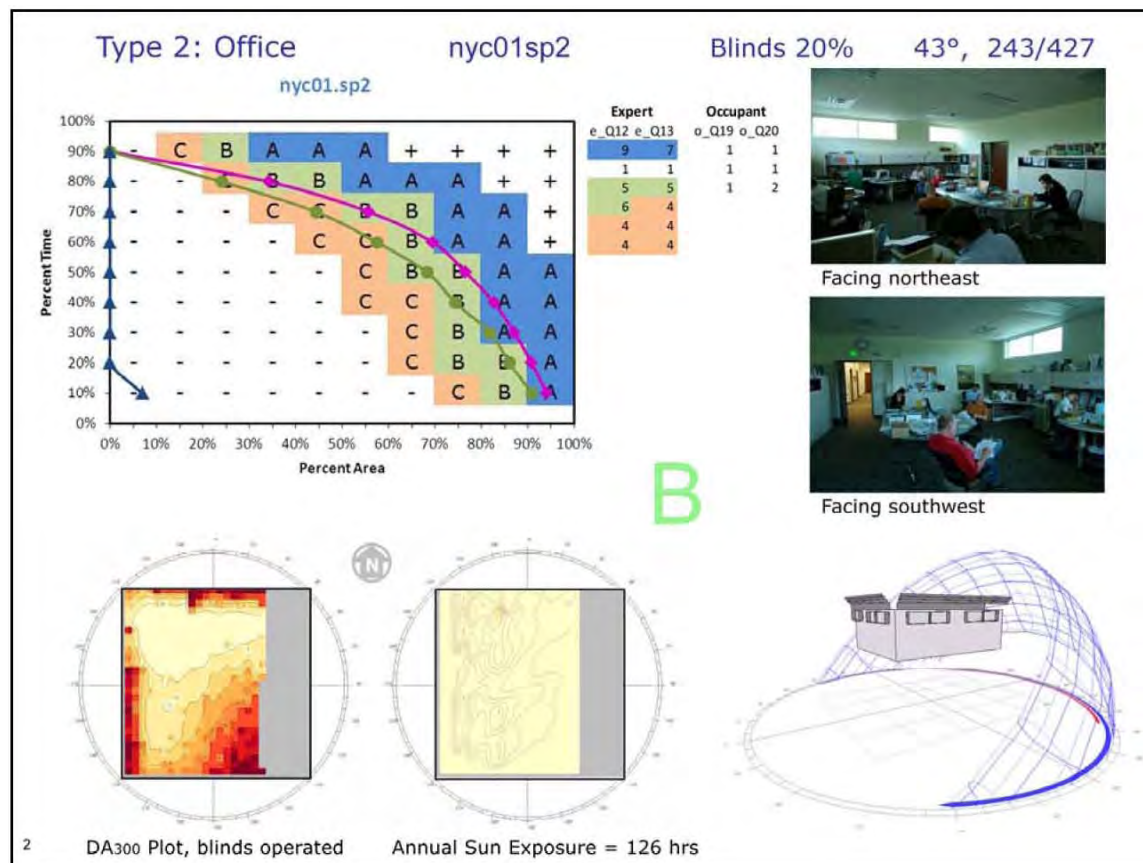 Type 2: Office nyc01sp2 Blinds 20% 43°, 243/427
nyc01.sp2
Percent Time
100%
90% - C B A A A + + + +
80% - - B B A A A + +
70% - - - C C B B A A +
60% - - - - C C B A A +
50% - - - - - C B B A A
40% - - - - - C C B A A
30% - - - - - - C B A A
20% - - - - - - C B B A
10% - - - - - - - C B A
0%
0% 10% 20% 30% 40% 50% 60% 70% 80% 90% 100%
Percent Area
Expert Occupant
e_Q12 e_Q13 o_Q19 o_Q20
9 7 1 1
1 1 1 1
5 5 1 2
6 4
4 4
4 4
Facing northeast
Facing southwest
B
N
2 DA300 Plot, blinds operated Annual Sun Exposure = 126 hrs